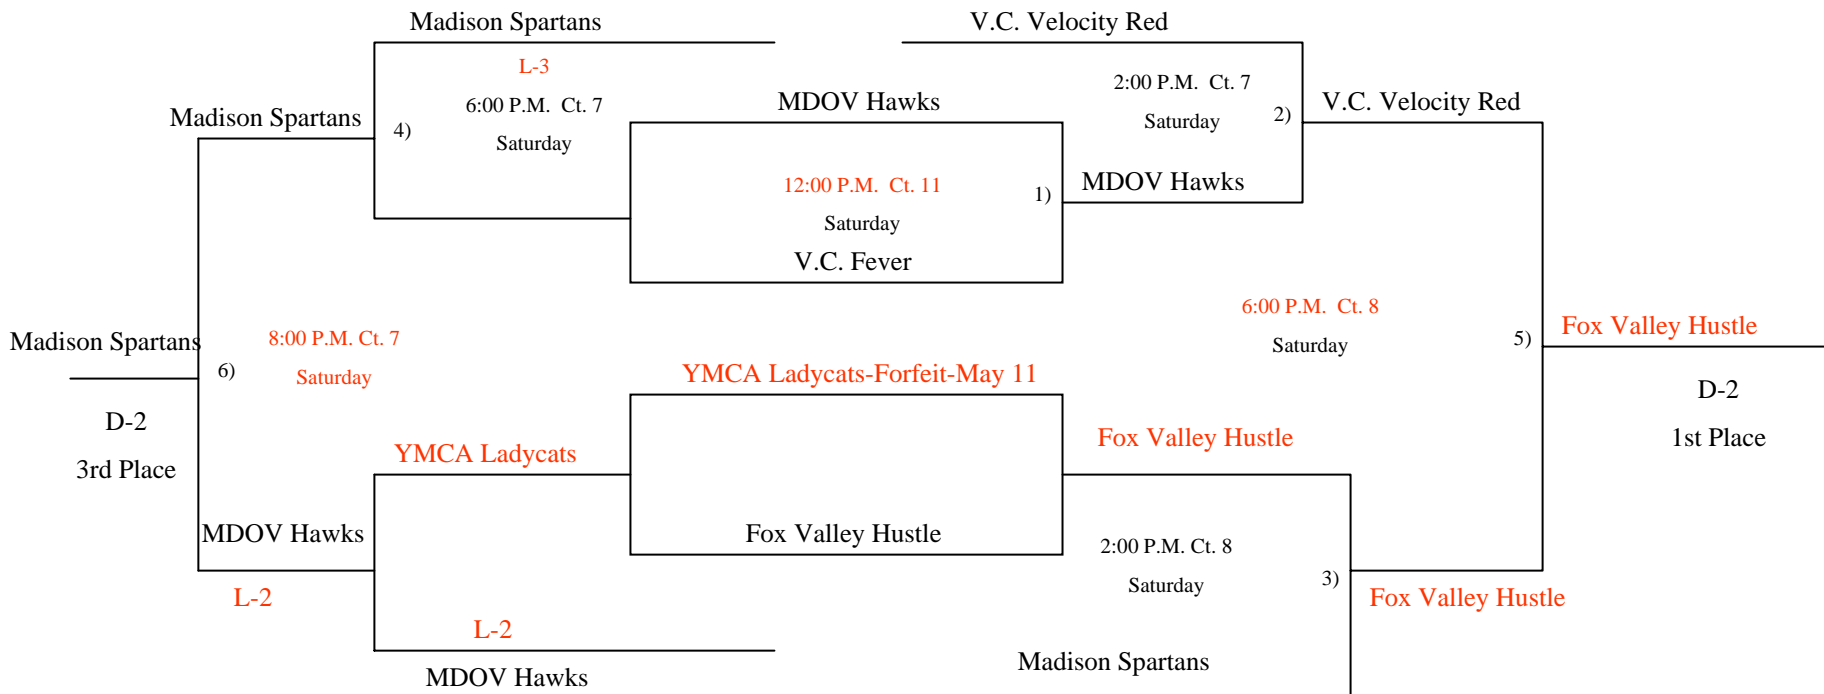 Madison Spartans
V.C. Velocity Red
L-3
6:00 P.M. Ct. 7
Saturday
4)
Madison Spartans
MDOV Hawks
2:00 P.M. Ct. 7
Saturday
2)
V.C. Velocity Red
12:00 P.M. Ct. 11
Saturday
1)
MDOV Hawks
V.C. Fever
Madison Spartans
6)
8:00 P.M. Ct. 7
Saturday
6:00 P.M. Ct. 8
Saturday
5)
Fox Valley Hustle
D-2
3rd Place
YMCA Ladycats-Forfeit-May 11
D-2
1st Place
YMCA Ladycats
Fox Valley Hustle
MDOV Hawks
Fox Valley Hustle
2:00 P.M. Ct. 8
Saturday
3)
L-2
Fox Valley Hustle
L-2
MDOV Hawks
Madison Spartans